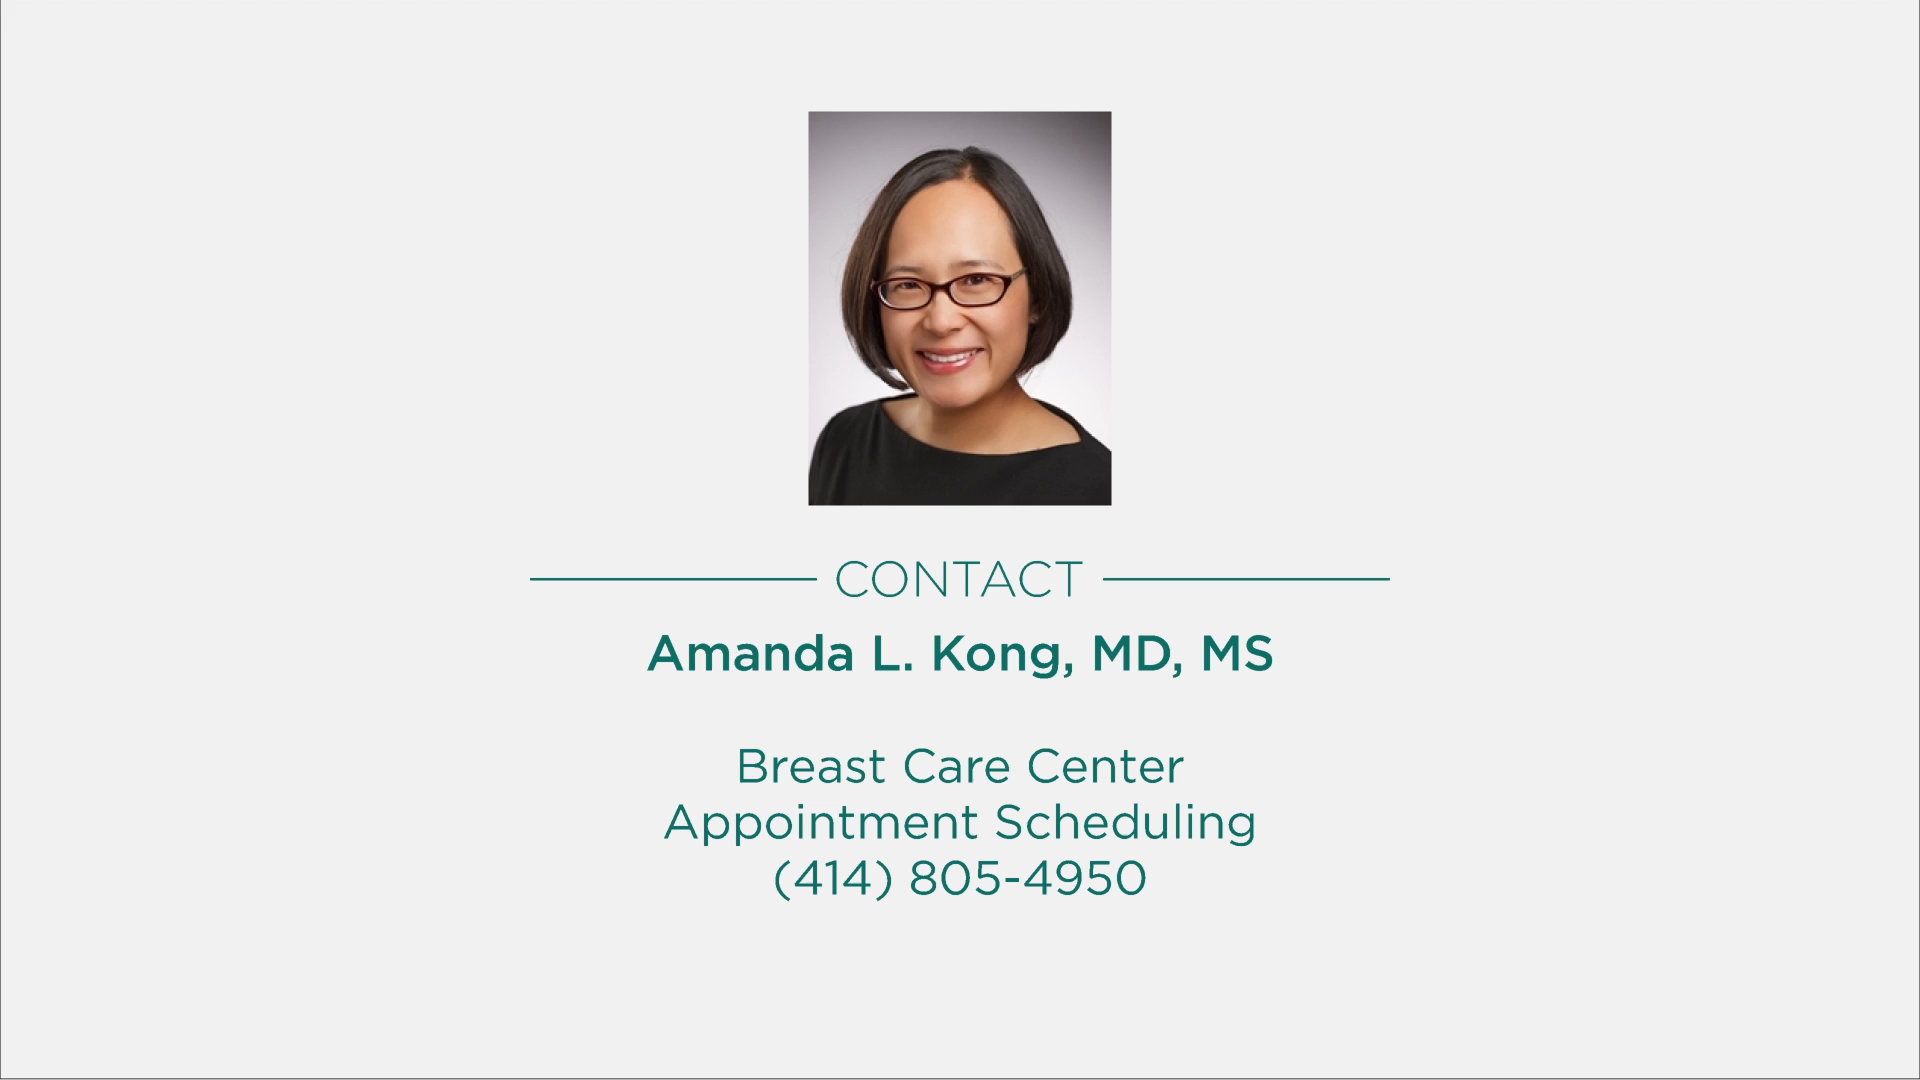 CONTACT
Amanda L. Kong, MD, MS
Breast Care Center
Appointment Scheduling
(414) 805-4950